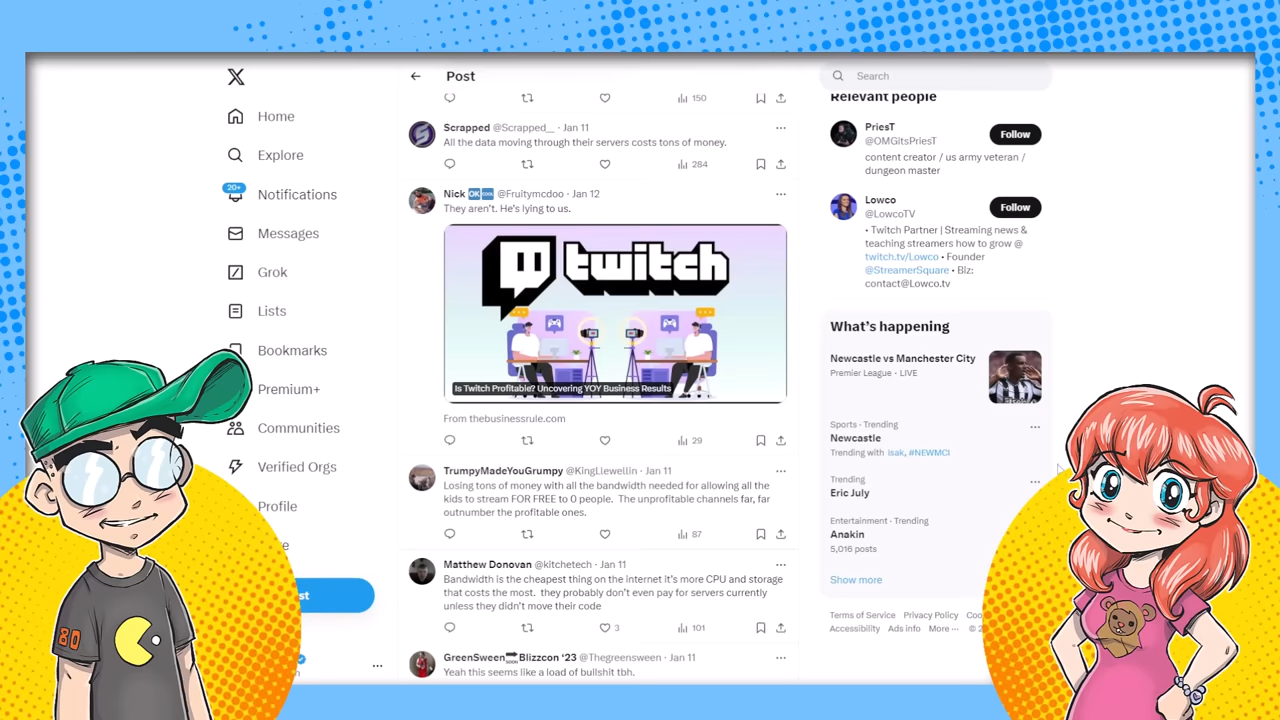 Home
Explore
20+
Notifications
Messages
Grok
Lists
Bookmarks
Premium+
Communities
Verified Orgs
Profile
Post
150
Scrapped @Scrapped__ · Jan 11
All the data moving through their servers costs tons of money.
284
Nick OK COOL @Fruitymcdoo · Jan 12
They aren't. He's lying to us.
twitch
Is Twitch Profitable? Uncovering YOY Business Results
From thebusinessrule.com
29
TrumpyMadeYouGrumpy @KingLlewellin · Jan 11
Losing tons of money with all the bandwidth needed for allowing all the
kids to stream FOR FREE to 0 people. The unprofitable channels far, far
outnumber the profitable ones.
87
Matthew Donovan @kitchetech · Jan 11
Bandwidth is the cheapest thing on the internet it's more CPU and storage
that costs the most. they probably don't even pay for servers currently
unless they didn't move their code
3
101
GreenSween SOON Blizzcon '23 @Thegreensween · Jan 11
Yeah this seems like a load of bullshit tbh.
Search
Relevant people
PriesT
@OMGitsPriesT
Follow
content creator / us army veteran /
dungeon master
Lowco
@LowcoTV
Follow
• Twitch Partner | Streaming news &
teaching streamers how to grow @
twitch.tv/Lowco • Founder
@StreamerSquare • Biz:
contact@Lowco.tv
What's happening
Newcastle vs Manchester City
Premier League · LIVE
Sports · Trending
Newcastle
Trending with isak, #NEWMCI
Trending
Eric July
Entertainment · Trending
Anakin
5,016 posts
Show more
Terms of Service Privacy Policy
Accessibility Ads info More ···
80